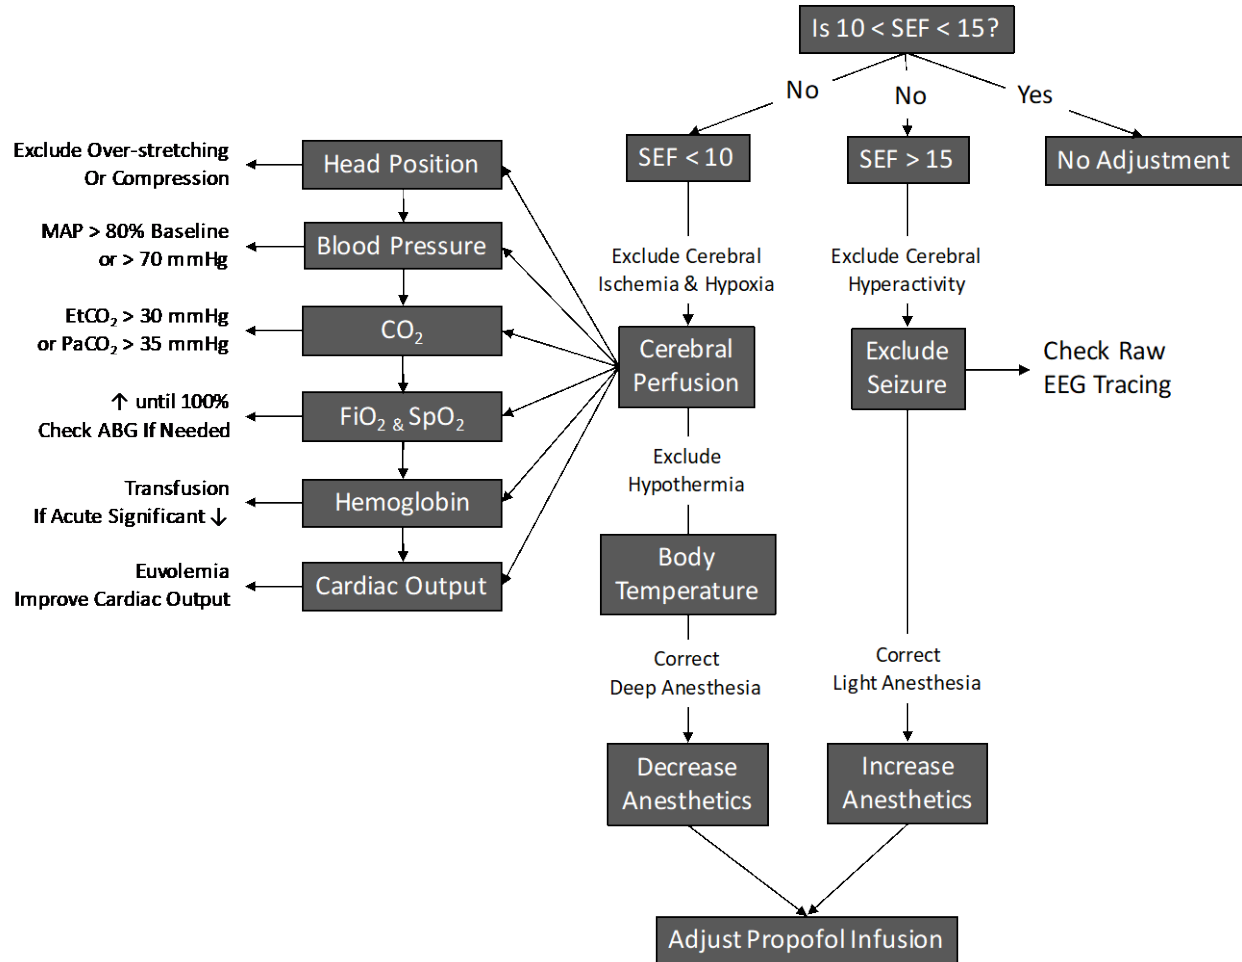 Is 10 < SEF < 15?
No
No
Yes
SEF < 10
SEF > 15
No Adjustment
Exclude Cerebral
Ischemia & Hypoxia
Exclude Cerebral
Hyperactivity
Cerebral
Perfusion
Exclude
Seizure
Check Raw
EEG Tracing
Exclude Over-stretching
Or Compression
Head Position
MAP > 80% Baseline
or > 70 mmHg
Blood Pressure
EtCO₂ > 30 mmHg
or PaCO₂ > 35 mmHg
CO₂
↑ until 100%
Check ABG If Needed
FiO₂ & SpO₂
Transfusion
If Acute Significant ↓
Hemoglobin
Euvolemia
Improve Cardiac Output
Cardiac Output
Exclude
Hypothermia
Body
Temperature
Correct
Deep Anesthesia
Correct
Light Anesthesia
Decrease
Anesthetics
Increase
Anesthetics
Adjust Propofol Infusion